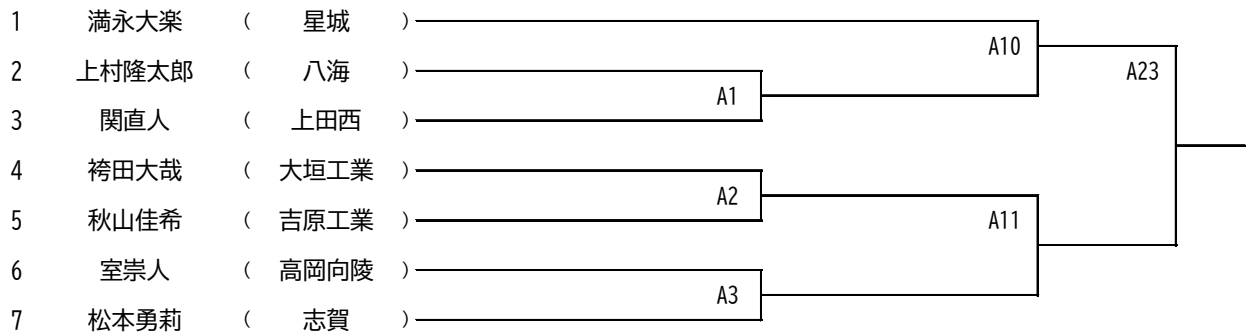 1 満永大楽 ( 星城 )
A10
2 上村隆太郎 ( 八海 )
A23
A1
3 関直人 ( 上田西 )
4 袴田大哉 ( 大垣工業 )
A2
5 秋山佳希 ( 吉原工業 )
A11
6 室崇人 ( 高岡向陵 )
A3
7 松本勇莉 ( 志賀 )